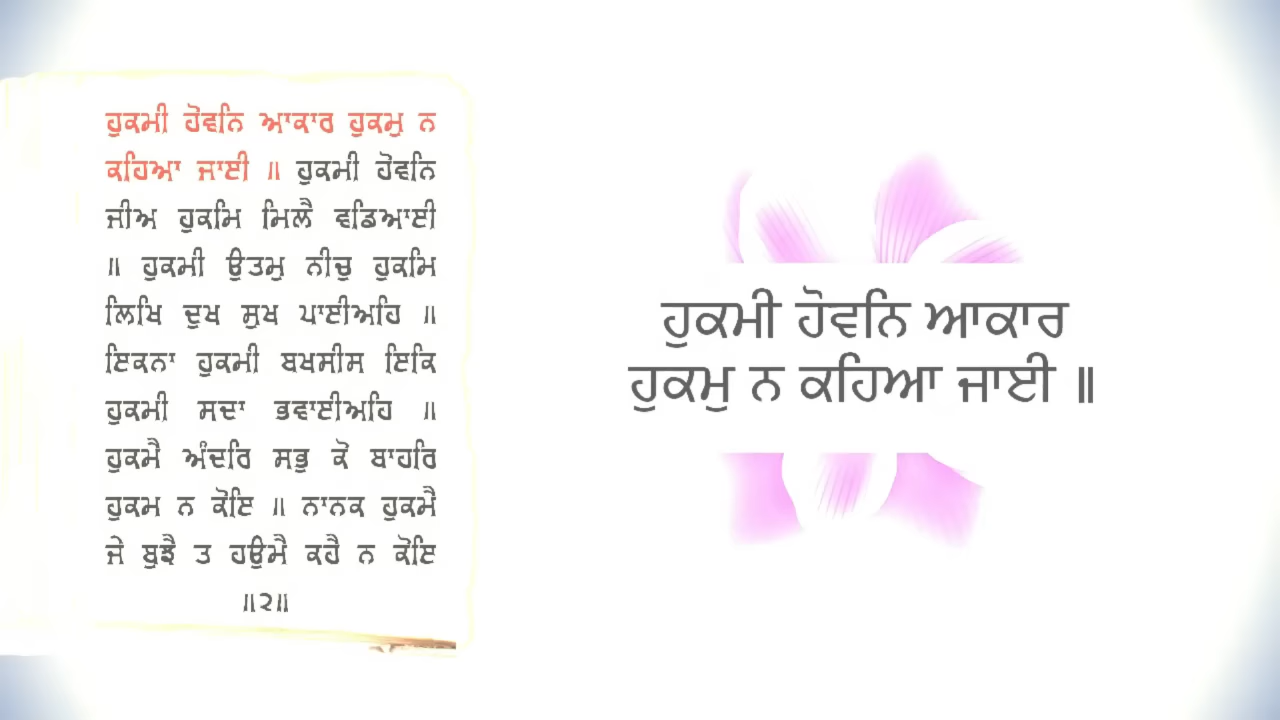 ਹੁਕਮੀ ਹੋਵਨਿ ਆਕਾਰ ਹੁਕਮੁ ਨ
ਕਹਿਆ ਜਾਈ ॥ ਹੁਕਮੀ ਹੋਵਨਿ
ਜੀਅ ਹੁਕਮਿ ਮਿਲੈ ਵਡਿਆਈ
॥ ਹੁਕਮੀ ਉਤਮੁ ਨੀਚੁ ਹੁਕਮਿ
ਲਿਖਿ ਦੁਖ ਸੁਖ ਪਾਈਅਹਿ ॥
ਇਕਨਾ ਹੁਕਮੀ ਬਖਸੀਸ ਇਕਿ
ਹੁਕਮੀ ਸਦਾ ਭਵਾਈਅਹਿ ॥
ਹੁਕਮੈ ਅੰਦਰਿ ਸਭੁ ਕੋ ਬਾਹਰਿ
ਹੁਕਮ ਨ ਕੋਇ ॥ ਨਾਨਕ ਹੁਕਮੈ
ਜੇ ਬੁਝੈ ਤ ਹਉਮੈ ਕਹੈ ਨ ਕੋਇ
॥੨॥
ਹੁਕਮੀ ਹੋਵਨਿ ਆਕਾਰ
ਹੁਕਮੁ ਨ ਕਹਿਆ ਜਾਈ ॥